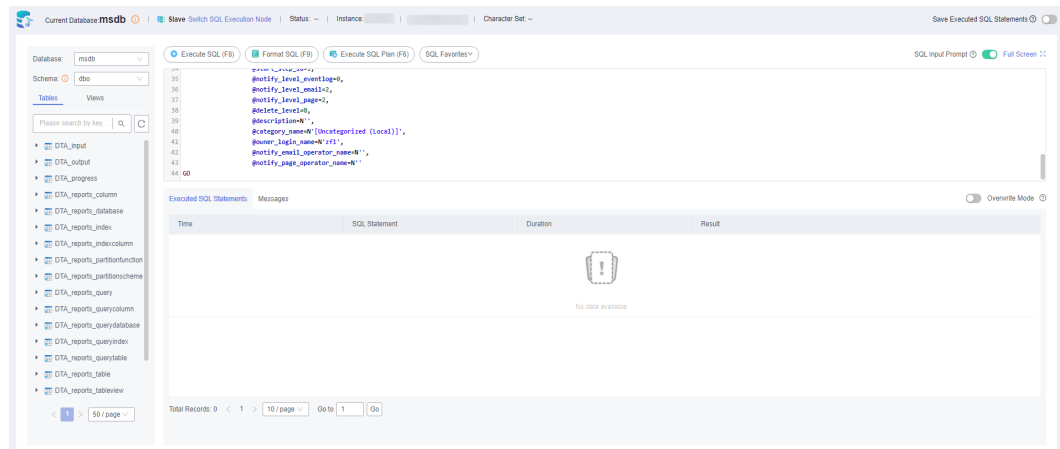 Current Database: msdb | Slave Switch SQL Execution Node | Status: -- | Instance: | | Character Set: -- Save Executed SQL Statements
Database: msdb
Schema: dbo
Tables Views
Please search by key...
DTA_input
DTA_output
DTA_progress
DTA_reports_column
DTA_reports_database
DTA_reports_index
DTA_reports_indexcolumn
DTA_reports_partitionfunction
DTA_reports_partitionscheme
DTA_reports_query
DTA_reports_querycolumn
DTA_reports_querydatabase
DTA_reports_queryindex
DTA_reports_querytable
DTA_reports_table
DTA_reports_tableview
< 1 > 50 / page
Execute SQL (F8) Format SQL (F9) Execute SQL Plan (F6) SQL Favorites SQL Input Prompt Full Screen
34 @start_step_id=1,
35 @notify_level_eventlog=0,
36 @notify_level_email=2,
37 @notify_level_page=2,
38 @delete_level=0,
39 @description=N'',
40 @category_name=N'[Uncategorized (Local)]',
41 @owner_login_name=N'zf1',
42 @notify_email_operator_name=N'',
43 @notify_page_operator_name=N''
44 GO
Executed SQL Statements Messages Overwrite Mode
Time SQL Statement Duration Result
No data available.
Total Records: 0 < 1 > 10 / page Go to 1 Go